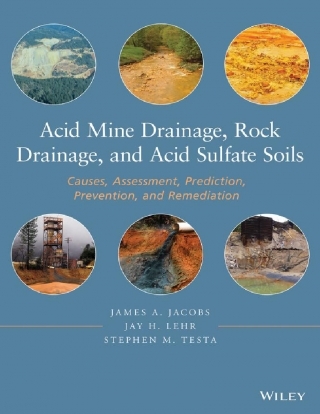 Acid Mine Drainage, Rock
Drainage, and Acid Sulfate Soils
Causes, Assessment, Prediction,
Prevention, and Remediation
JAMES A. JACOBS
JAY H. LEHR
STEPHEN M. TESTA
WILEY